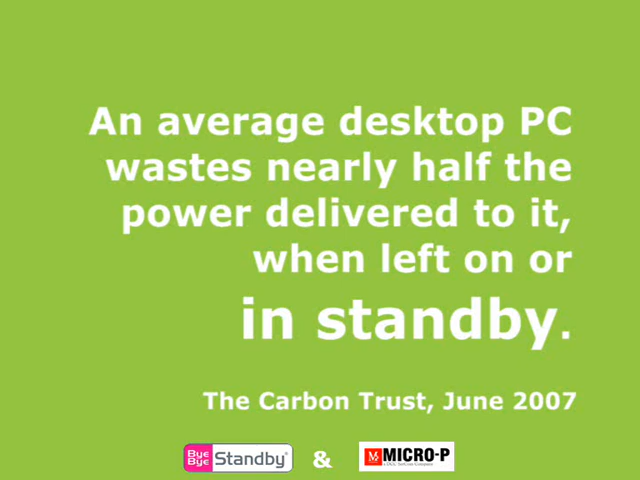 An average desktop PC
wastes nearly half the
power delivered to it,
when left on or
in standby.
The Carbon Trust, June 2007
Bye Bye Standby® & MICRO-P